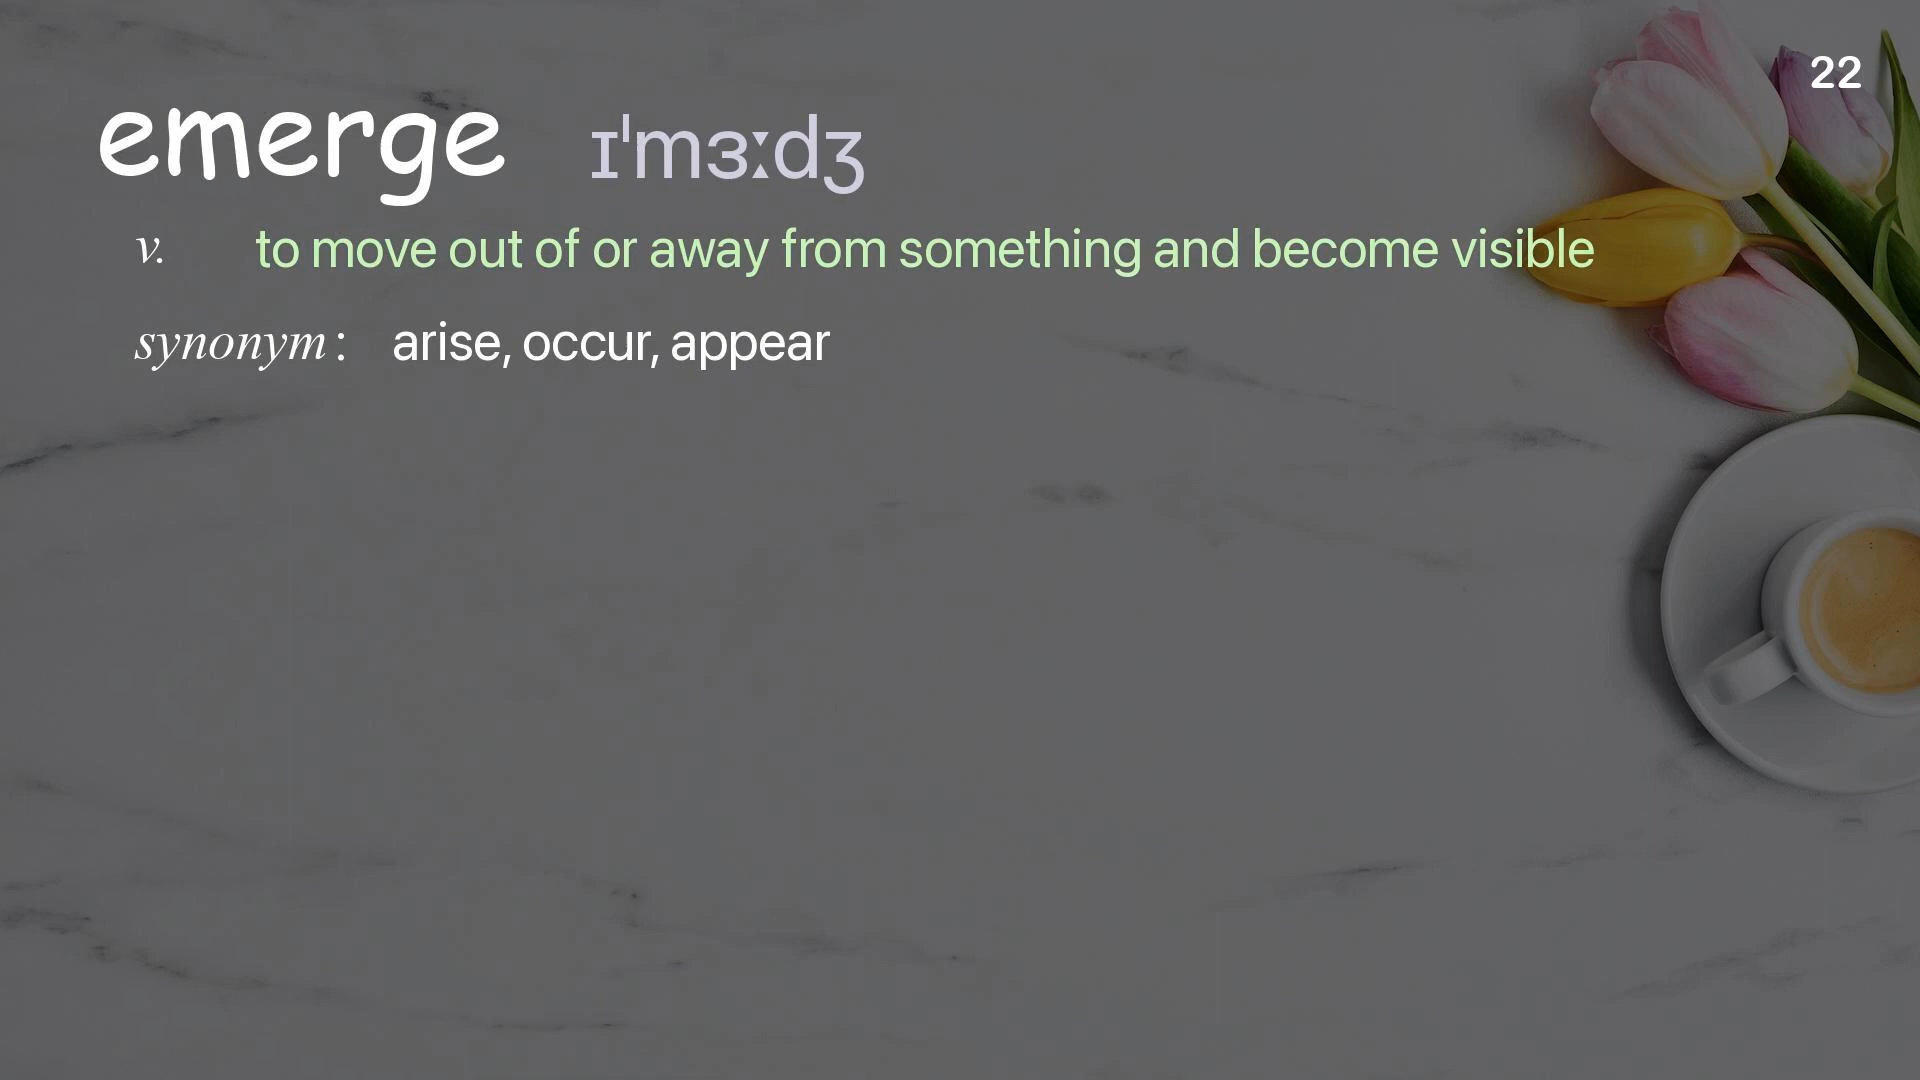 22
emerge ɪˈmɜːdʒ
v. to move out of or away from something and become visible
synonym : arise, occur, appear